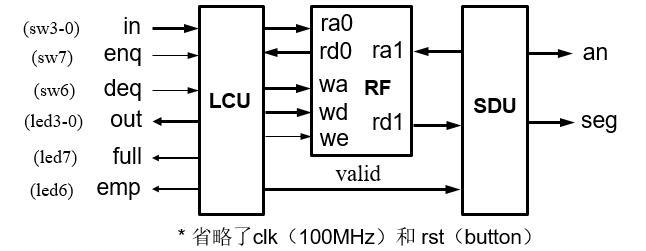 (sw3-0) in ra0
(sw7) enq rd0 ra1 an
(sw6) deq wa
LCU RF SDU
(led3-0) out wd rd1 seg
we
(led7) full
(led6) emp valid
* 省略了clk（100MHz）和 rst（button）